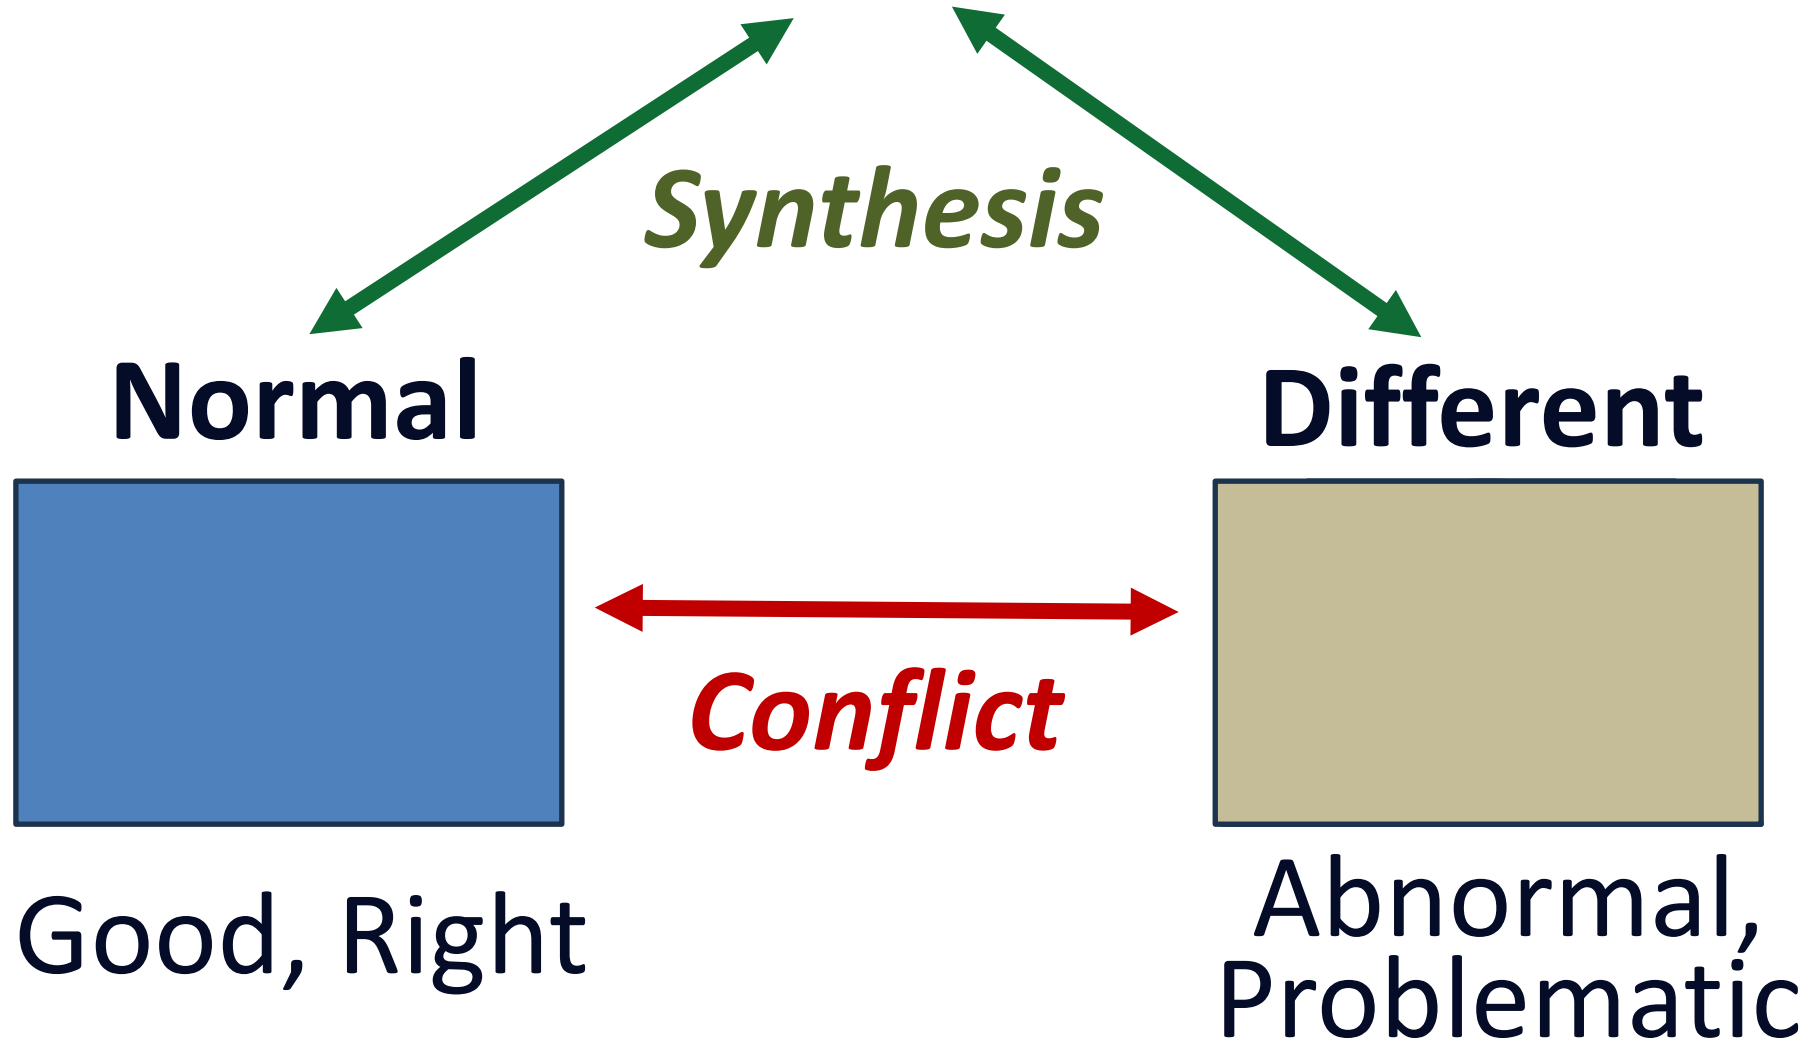 Synthesis
Normal
Different
Conflict
Good, Right
Abnormal,
Problematic